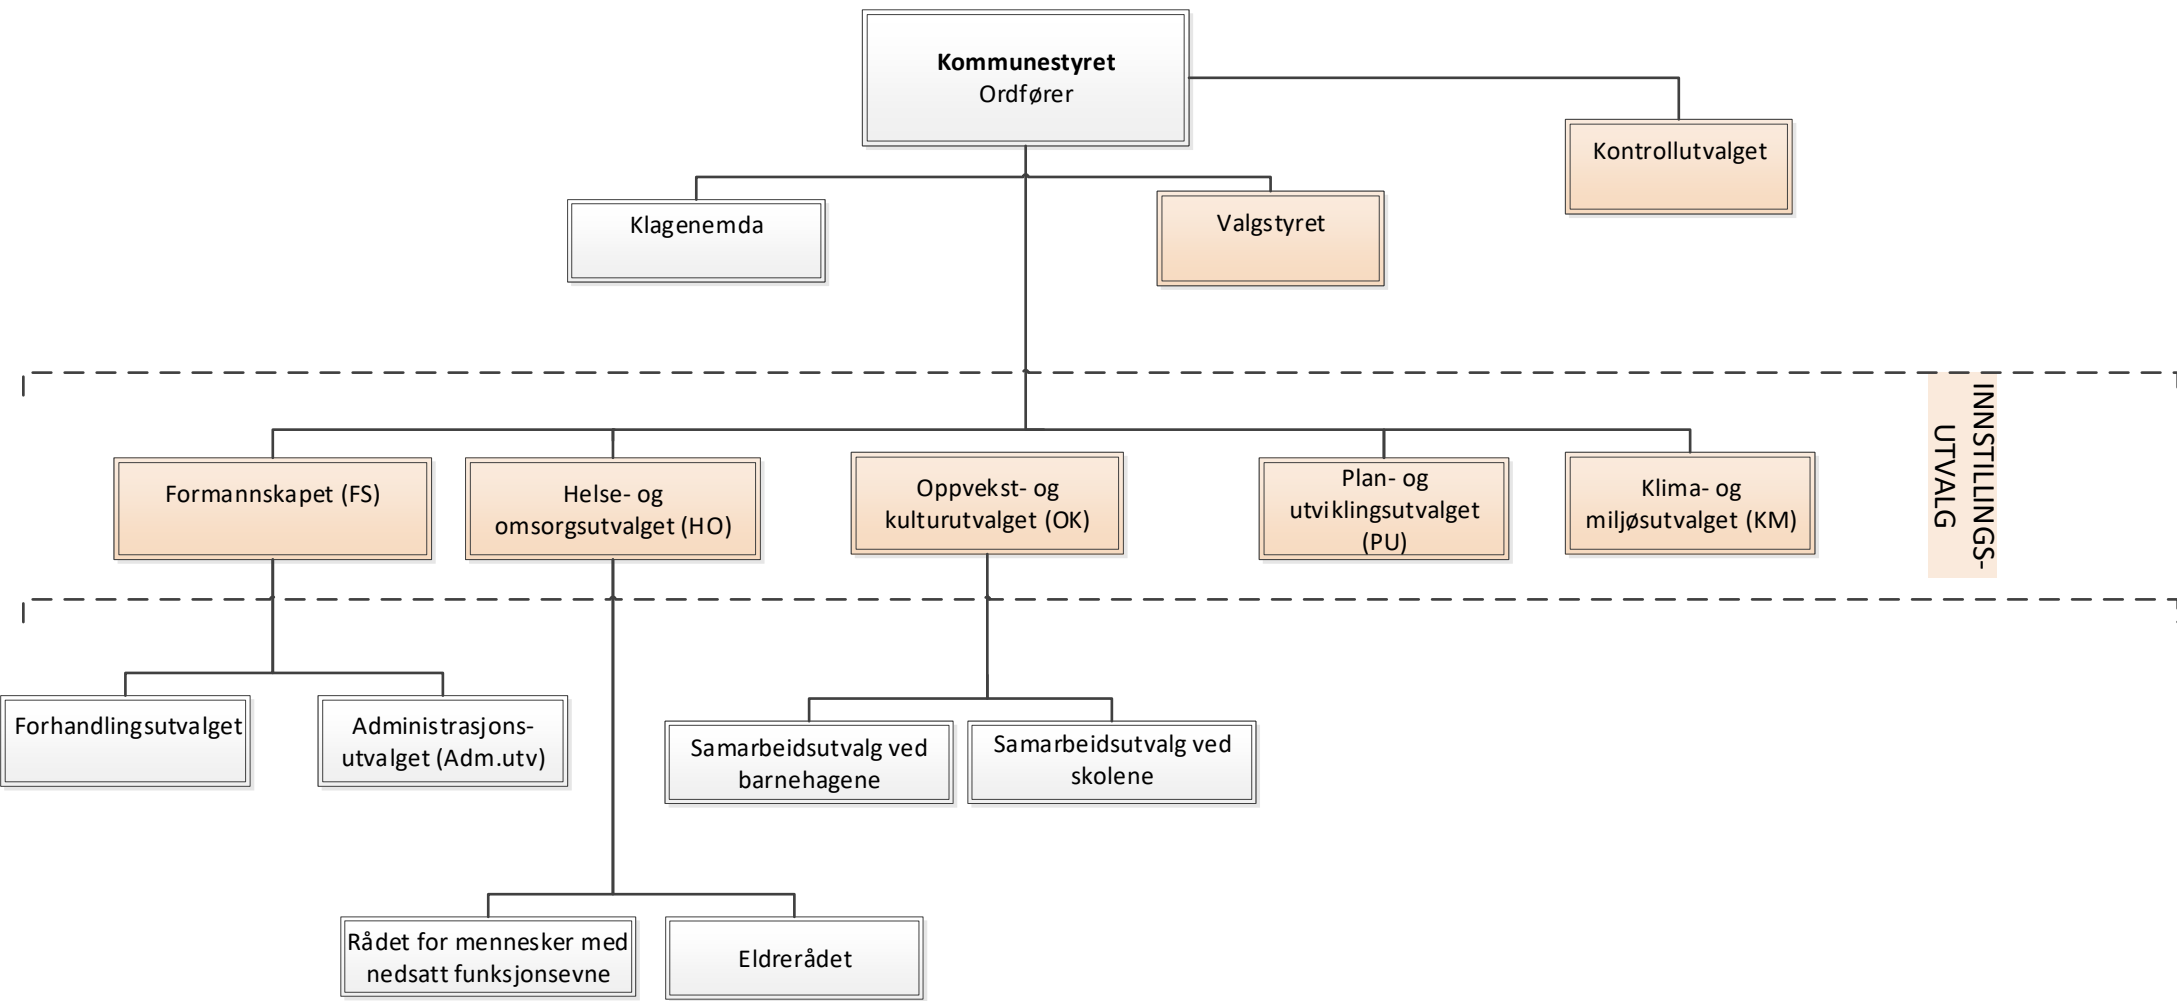 Kommunestyret
Ordfører
Kontrollutvalget
Klagenemda
Valgstyret
INNSTILLINGS-
UTVALG
Formannskapet (FS)
Helse- og
omsorgsutvalget (HO)
Oppvekst- og
kulturutvalget (OK)
Plan- og
utviklingsutvalget
(PU)
Klima- og
miljøsutvalget (KM)
Forhandlingsutvalget
Administrasjons-
utvalget (Adm.utv)
Samarbeidsutvalg ved
barnehagene
Samarbeidsutvalg ved
skolene
Rådet for mennesker med
nedsatt funksjonsevne
Eldrerådet